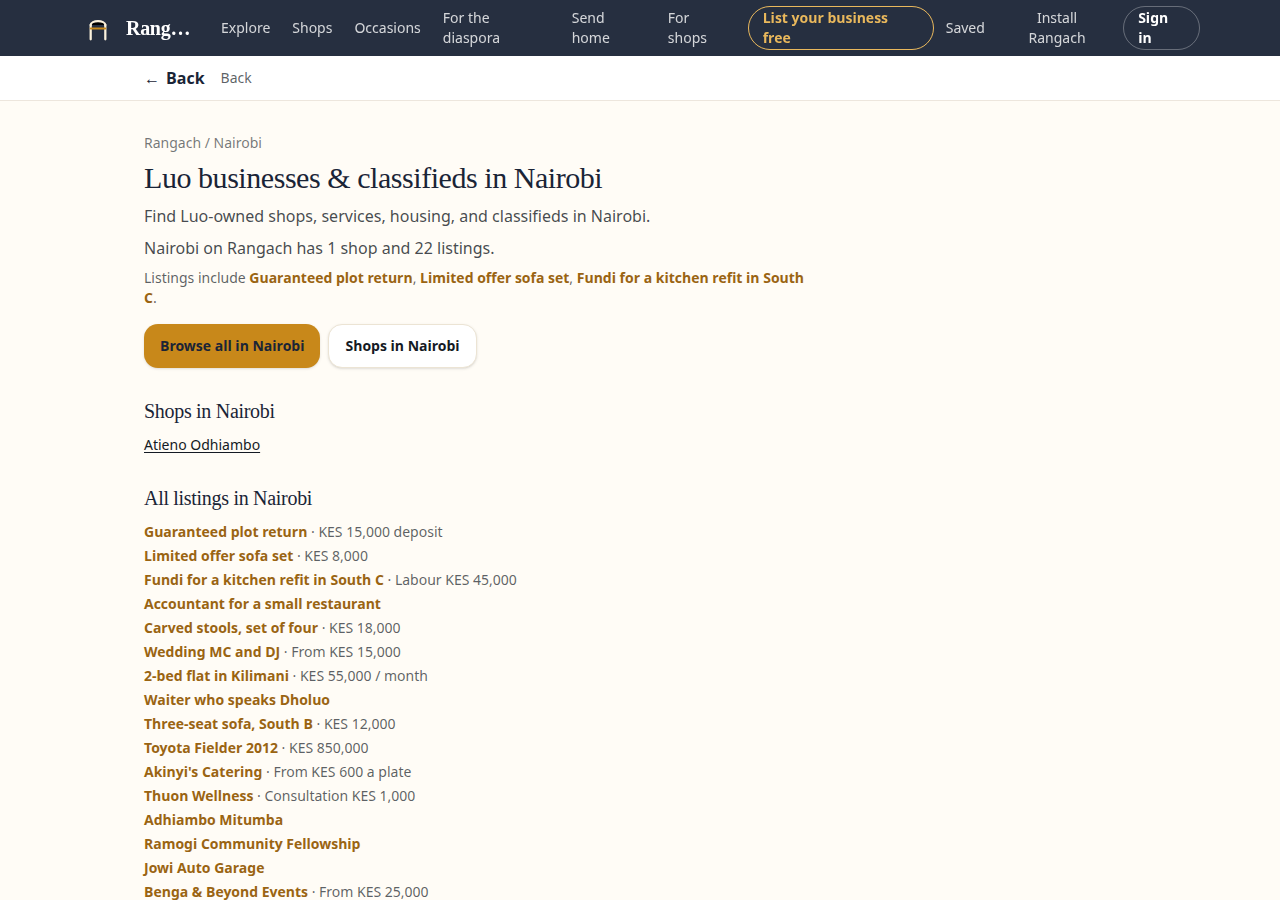 Rang...
Explore
Shops
Occasions
For the
diaspora
Send
home
For
shops
List your business
free
Saved
Install
Rangach
Sign
in
← Back
Back
Rangach / Nairobi
Luo businesses & classifieds in Nairobi
Find Luo-owned shops, services, housing, and classifieds in Nairobi.
Nairobi on Rangach has 1 shop and 22 listings.
Listings include Guaranteed plot return, Limited offer sofa set, Fundi for a kitchen refit in South
C.
Browse all in Nairobi
Shops in Nairobi
Shops in Nairobi
Atieno Odhiambo
All listings in Nairobi
Guaranteed plot return · KES 15,000 deposit
Limited offer sofa set · KES 8,000
Fundi for a kitchen refit in South C · Labour KES 45,000
Accountant for a small restaurant
Carved stools, set of four · KES 18,000
Wedding MC and DJ · From KES 15,000
2-bed flat in Kilimani · KES 55,000 / month
Waiter who speaks Dholuo
Three-seat sofa, South B · KES 12,000
Toyota Fielder 2012 · KES 850,000
Akinyi's Catering · From KES 600 a plate
Thuon Wellness · Consultation KES 1,000
Adhiambo Mitumba
Ramogi Community Fellowship
Jowi Auto Garage
Benga & Beyond Events · From KES 25,000